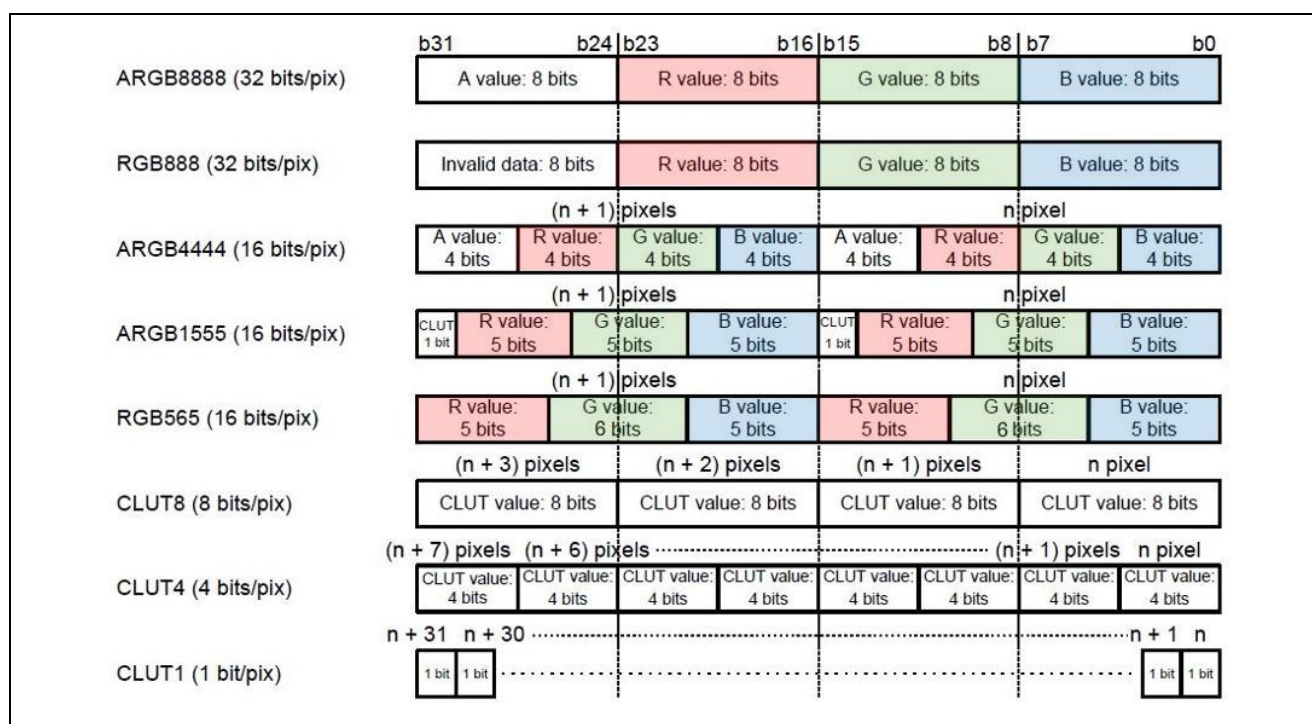 b31 b24 b23 b16 b15 b8 b7 b0
ARGB8888 (32 bits/pix) A value: 8 bits R value: 8 bits G value: 8 bits B value: 8 bits
RGB888 (32 bits/pix) Invalid data: 8 bits R value: 8 bits G value: 8 bits B value: 8 bits
(n + 1) pixels n pixel
ARGB4444 (16 bits/pix) A value: R value: G value: B value: A value: R value: G value: B value:
4 bits 4 bits 4 bits 4 bits 4 bits 4 bits 4 bits 4 bits
(n + 1) pixels n pixel
ARGB1555 (16 bits/pix) CLUT R value: G value: B value: CLUT R value: G value: B value:
1 bit 5 bits 5 bits 5 bits 1 bit 5 bits 5 bits 5 bits
(n + 1) pixels n pixel
RGB565 (16 bits/pix) R value: G value: B value: R value: G value: B value:
5 bits 6 bits 5 bits 5 bits 6 bits 5 bits
(n + 3) pixels (n + 2) pixels (n + 1) pixels n pixel
CLUT8 (8 bits/pix) CLUT value: 8 bits CLUT value: 8 bits CLUT value: 8 bits CLUT value: 8 bits
(n + 7) pixels (n + 6) pixels (n + 1) pixels n pixel
CLUT4 (4 bits/pix) CLUT value: CLUT value: CLUT value: CLUT value: CLUT value: CLUT value: CLUT value: CLUT value:
4 bits 4 bits 4 bits 4 bits 4 bits 4 bits 4 bits 4 bits
n + 31 n + 30 n + 1 n
CLUT1 (1 bit/pix) 1 bit 1 bit 1 bit 1 bit